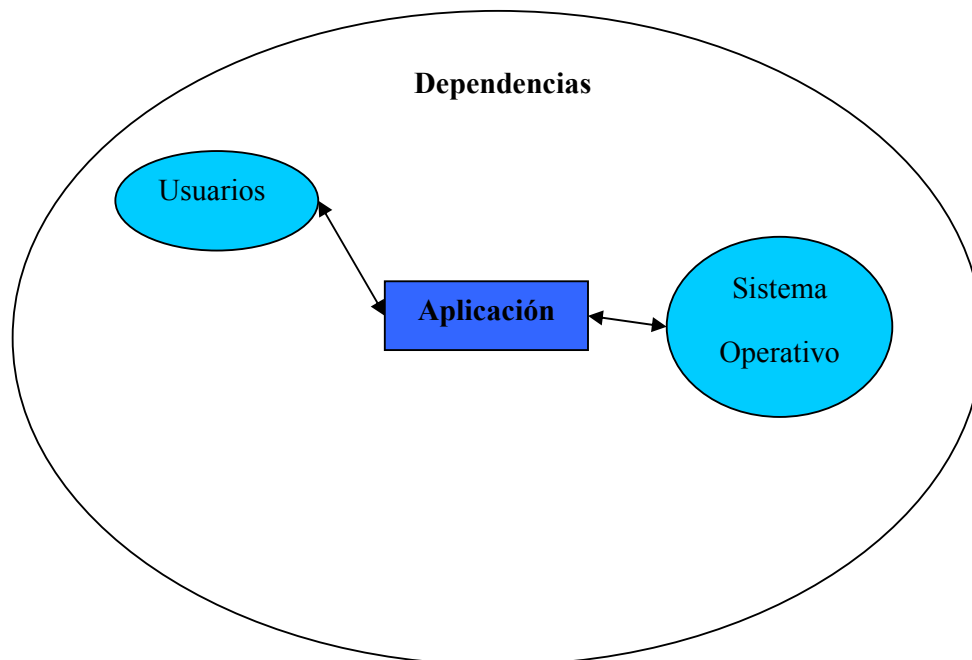 Dependencias
Usuarios
Aplicación
Sistema
Operativo